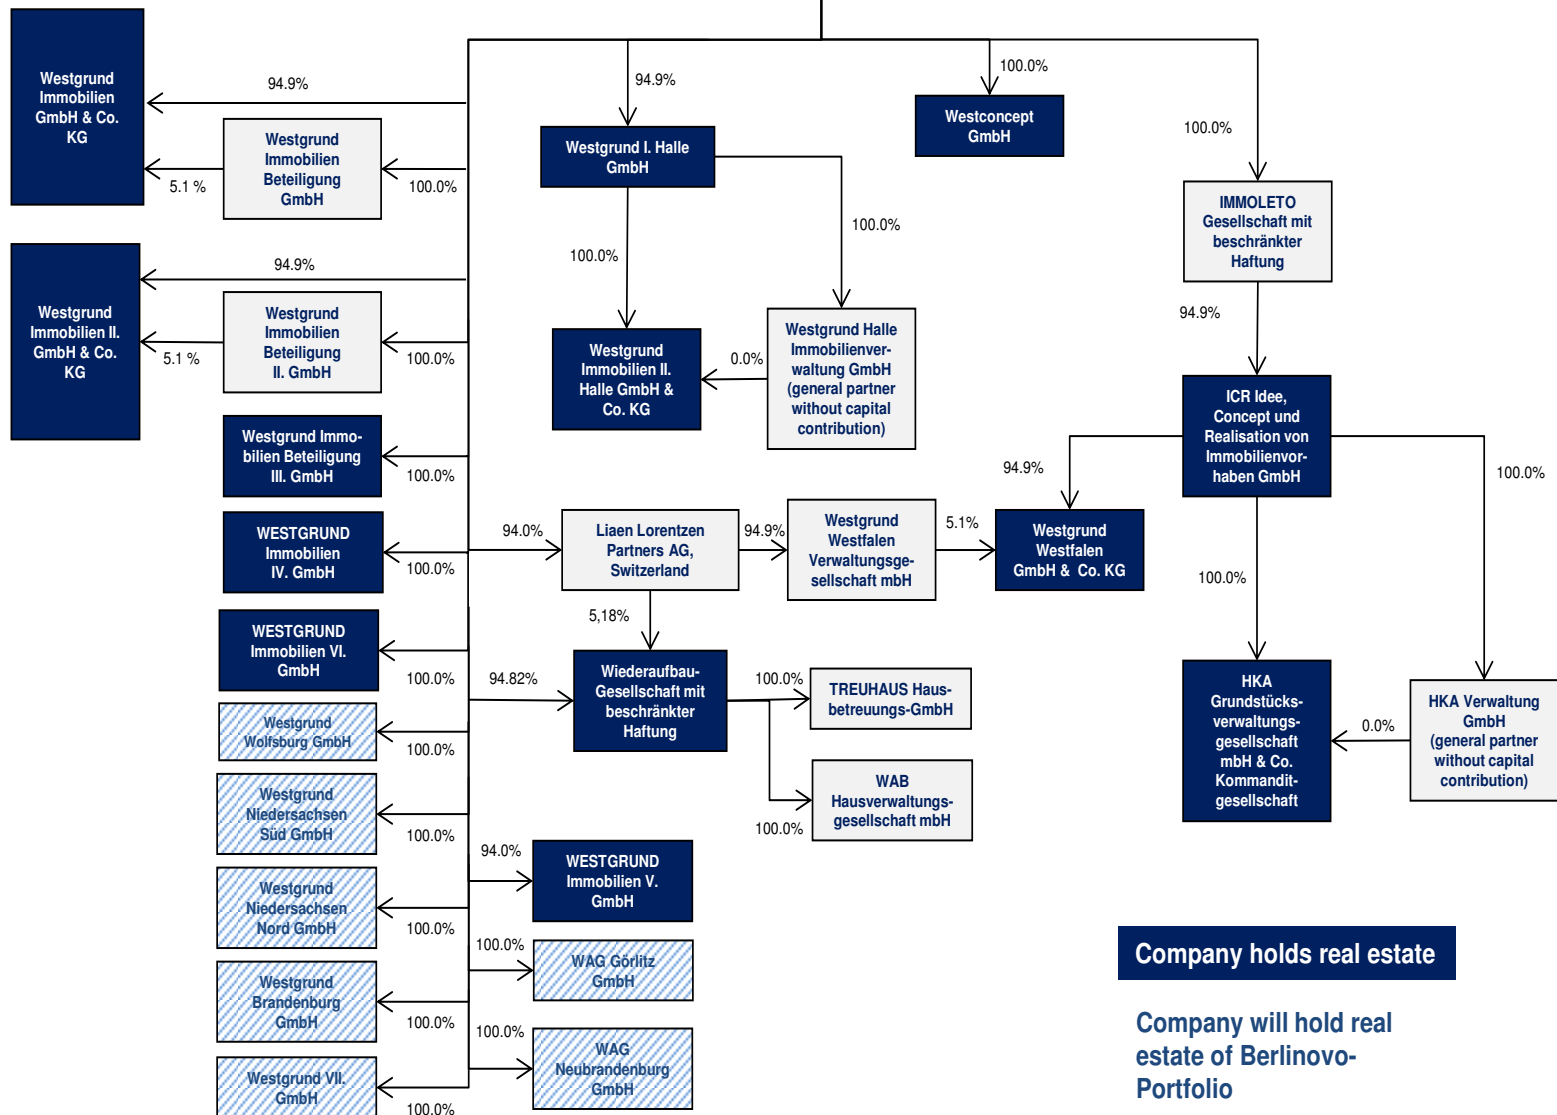 Westgrund
Immobilien
GmbH & Co.
KG
94.9%
Westgrund
Immobilien
Beteiligung
GmbH
5.1 %
100.0%
Westgrund
Immobilien II.
GmbH & Co.
KG
94.9%
Westgrund
Immobilien
Beteiligung
II. GmbH
5.1 %
100.0%
Westgrund Immo-
bilien Beteiligung
III. GmbH
100.0%
WESTGRUND
Immobilien
IV. GmbH
100.0%
WESTGRUND
Immobilien VI.
GmbH
100.0%
Westgrund
Wolfsburg GmbH
100.0%
Westgrund
Niedersachsen
Süd GmbH
100.0%
Westgrund
Niedersachsen
Nord GmbH
100.0%
Westgrund
Brandenburg
GmbH
100.0%
Westgrund VII.
GmbH
100.0%
94.9%
Westgrund I. Halle
GmbH
100.0%
100.0%
Westgrund
Immobilien II.
Halle GmbH &
Co. KG
0.0%
Westgrund Halle
Immobilienver-
waltung GmbH
(general partner
without capital
contribution)
94.0%
Liaen Lorentzen
Partners AG,
Switzerland
94.9%
Westgrund
Westfalen
Verwaltungsge-
sellschaft mbH
5.1%
Westgrund
Westfalen
GmbH &  Co. KG
5,18%
94.82%
Wiederaufbau-
Gesellschaft mit
beschränkter
Haftung
100.0%
TREUHAUS Haus-
betreuungs-GmbH
100.0%
WAB
Hausverwaltungs-
gesellschaft mbH
94.0%
WESTGRUND
Immobilien V.
GmbH
100.0%
WAG Görlitz
GmbH
100.0%
WAG
Neubrandenburg
GmbH
100.0%
Westconcept
GmbH
100.0%
IMMOLETO
Gesellschaft mit
beschränkter
Haftung
94.9%
ICR Idee,
Concept und
Realisation von
Immobilienvor-
haben GmbH
94.9%
100.0%
100.0%
HKA
Grundstücks-
verwaltungs-
gesellschaft
mbH & Co.
Kommandit-
gesellschaft
0.0%
HKA Verwaltung
GmbH
(general partner
without capital
contribution)
Company holds real estate
Company will hold real
estate of Berlinovo-
Portfolio